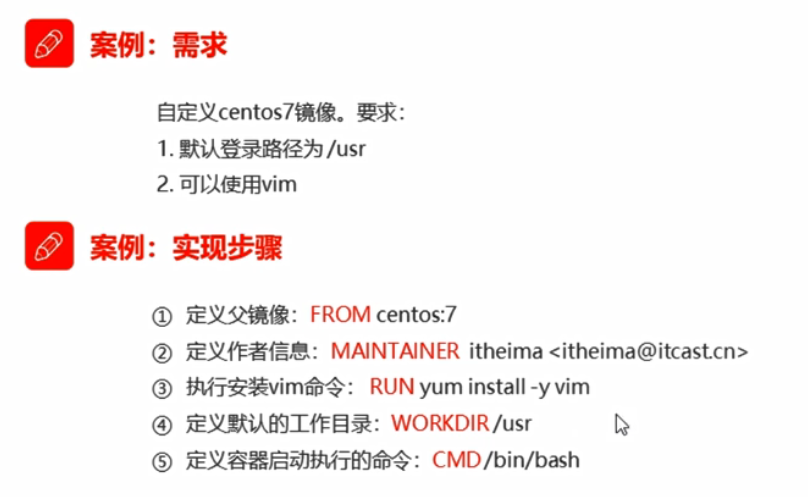 案例：需求
自定义centos7镜像。要求：
1. 默认登录路径为/usr
2. 可以使用vim
案例：实现步骤
① 定义父镜像：FROM centos:7
② 定义作者信息：MAINTAINER itheima <itheima@itcast.cn>
③ 执行安装vim命令：RUN yum install -y vim
④ 定义默认的工作目录：WORKDIR /usr
⑤ 定义容器启动执行的命令：CMD /bin/bash